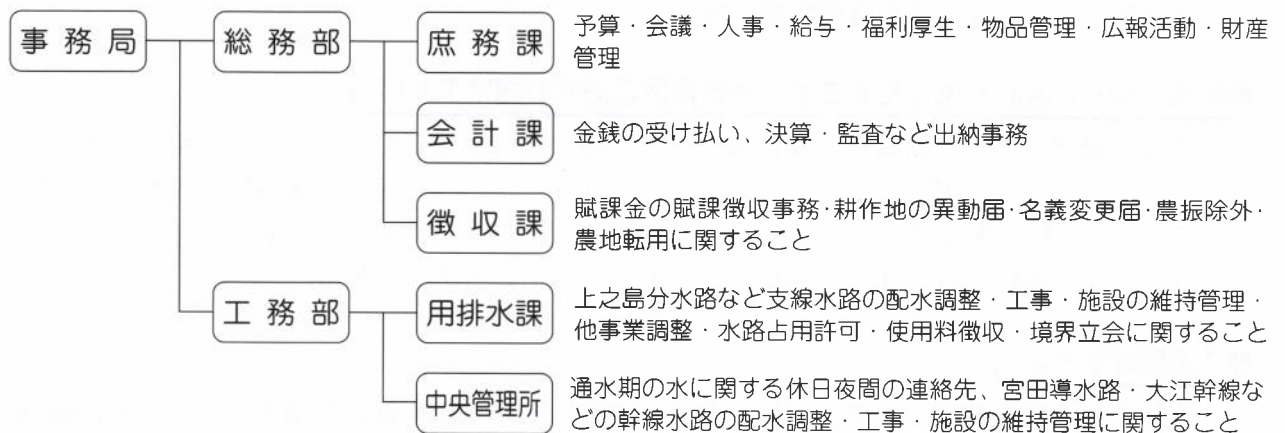 事務局
総務部
庶務課
予算・会議・人事・給与・福利厚生・物品管理・広報活動・財産
管理
会計課
金銭の受け払い、決算・監査など出納事務
徴収課
賦課金の賦課徴収事務・耕作地の異動届・名義変更届・農振除外・
農地転用に関すること
工務部
用排水課
上之島分水路など支線水路の配水調整・工事・施設の維持管理・
他事業調整・水路占用許可・使用料徴収・境界立会に関すること
中央管理所
通水期の水に関する休日夜間の連絡先、宮田導水路・大江幹線な
どの幹線水路の配水調整・工事・施設の維持管理に関すること